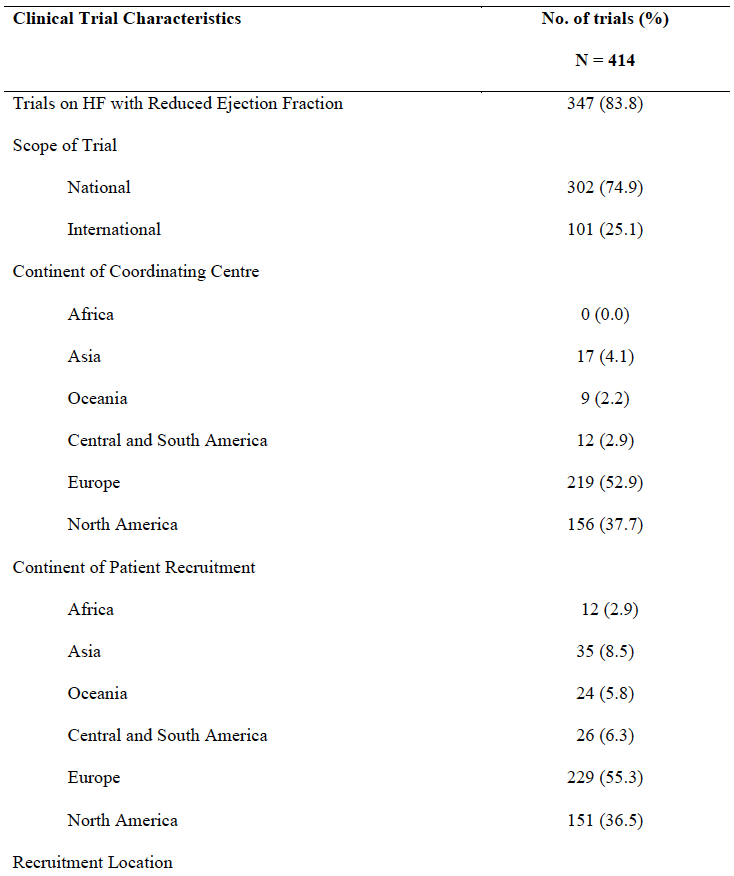 Clinical Trial Characteristics No. of trials (%)
N = 414
Trials on HF with Reduced Ejection Fraction 347 (83.8)
Scope of Trial
National 302 (74.9)
International 101 (25.1)
Continent of Coordinating Centre
Africa 0 (0.0)
Asia 17 (4.1)
Oceania 9 (2.2)
Central and South America 12 (2.9)
Europe 219 (52.9)
North America 156 (37.7)
Continent of Patient Recruitment
Africa 12 (2.9)
Asia 35 (8.5)
Oceania 24 (5.8)
Central and South America 26 (6.3)
Europe 229 (55.3)
North America 151 (36.5)
Recruitment Location